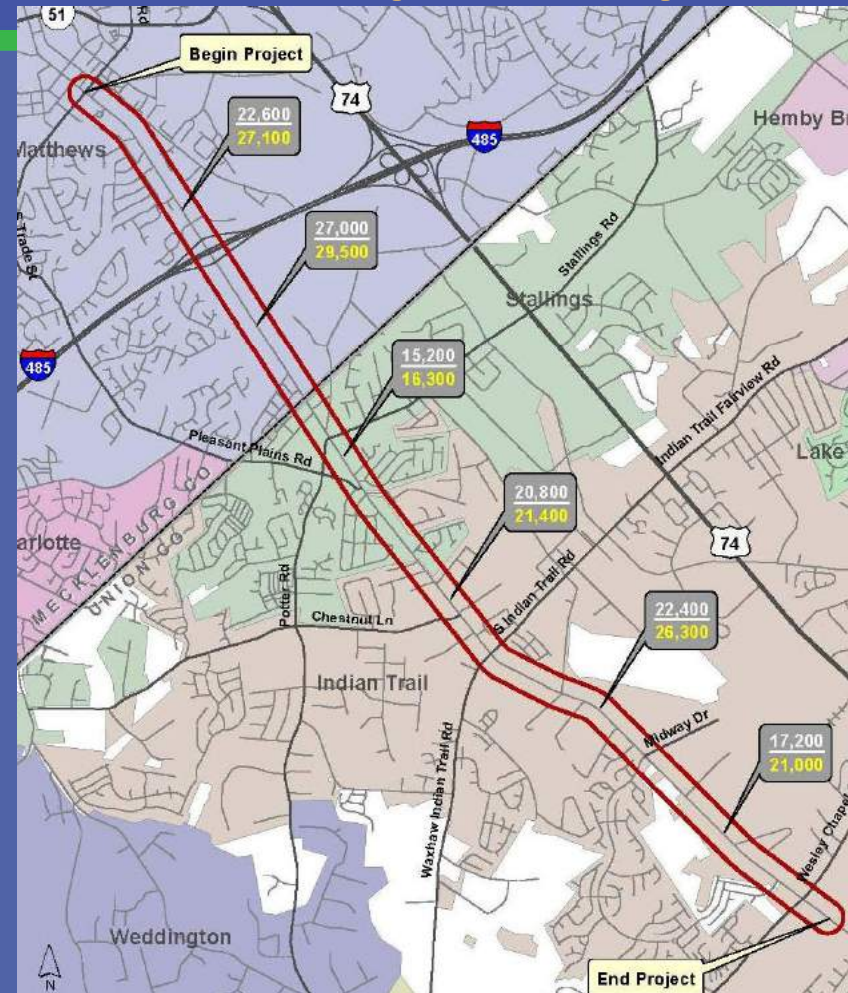 51
Rd
Begin Project
74
22,600
27,100
485
Hemby B
Matthews
27,000
29,500
E Trade St
Stallings Rd
Stallings
485
15,200
16,300
Indian Trail Fairview Rd
Pleasant Plains Rd
Lake
20,800
21,400
arlotte
MECKLENBURG CO
UNION CO
74
Potter Rd
S Indian Trail Rd
Chestnut Ln
22,400
26,300
Indian Trail
Midway Dr
17,200
21,000
Waxhaw Indian Trail Rd
Wesley Chapel
Weddington
N
End Project